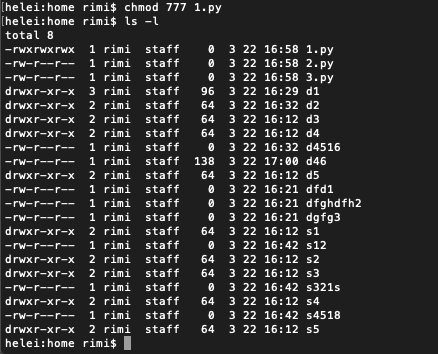 [helei:home rimi$ chmod 777 1.py
[helei:home rimi$ ls -l
total 8
-rwxrwxrwx  1 rimi  staff    0  3 22 16:58 1.py
-rw-r--r--  1 rimi  staff    0  3 22 16:58 2.py
-rw-r--r--  1 rimi  staff    0  3 22 16:58 3.py
drwxr-xr-x  3 rimi  staff   96  3 22 16:29 d1
drwxr-xr-x  2 rimi  staff   64  3 22 16:32 d2
drwxr-xr-x  2 rimi  staff   64  3 22 16:12 d3
drwxr-xr-x  2 rimi  staff   64  3 22 16:12 d4
-rw-r--r--  1 rimi  staff    0  3 22 16:32 d4516
-rw-r--r--  1 rimi  staff  138  3 22 17:00 d46
drwxr-xr-x  2 rimi  staff   64  3 22 16:12 d5
-rw-r--r--  1 rimi  staff    0  3 22 16:21 dfd1
-rw-r--r--  1 rimi  staff    0  3 22 16:21 dfghdfh2
-rw-r--r--  1 rimi  staff    0  3 22 16:21 dgfg3
drwxr-xr-x  2 rimi  staff   64  3 22 16:12 s1
-rw-r--r--  1 rimi  staff    0  3 22 16:42 s12
drwxr-xr-x  2 rimi  staff   64  3 22 16:12 s2
drwxr-xr-x  2 rimi  staff   64  3 22 16:12 s3
-rw-r--r--  1 rimi  staff    0  3 22 16:42 s321s
drwxr-xr-x  2 rimi  staff   64  3 22 16:12 s4
-rw-r--r--  1 rimi  staff    0  3 22 16:42 s4518
drwxr-xr-x  2 rimi  staff   64  3 22 16:12 s5
helei:home rimi$